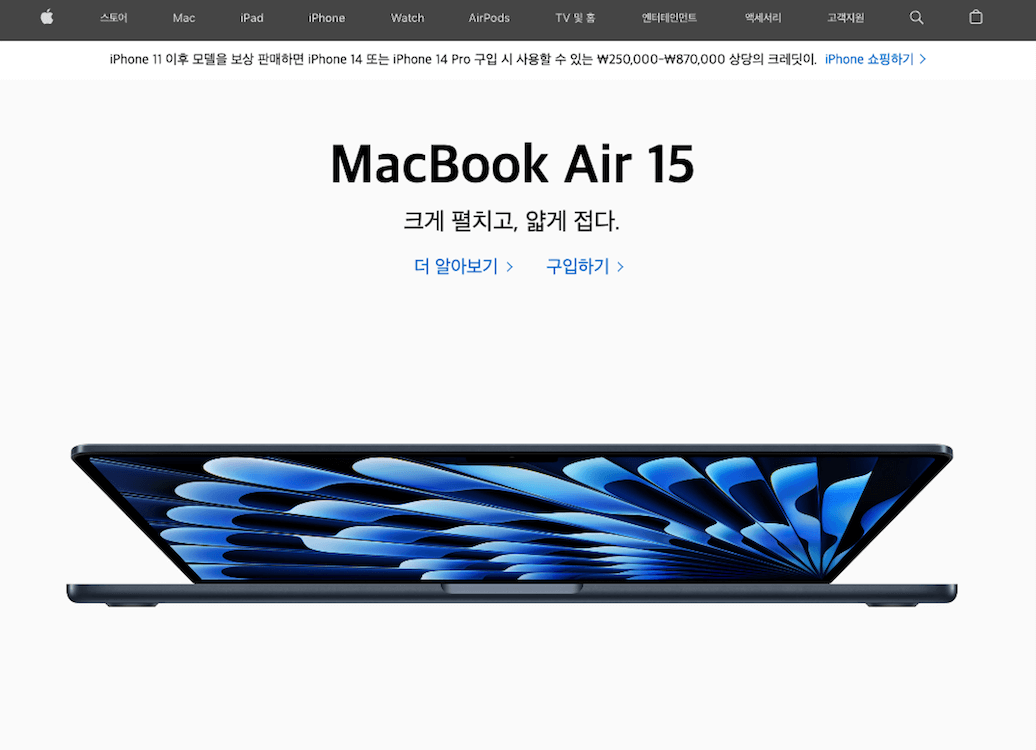 스토어 Mac iPad iPhone Watch AirPods TV 및 홈 엔터테인먼트 액세서리 고객지원
iPhone 11 이후 모델을 보상 판매하면 iPhone 14 또는 iPhone 14 Pro 구입 시 사용할 수 있는 ₩250,000-₩870,000 상당의 크레딧이. iPhone 쇼핑하기 >
MacBook Air 15
크게 펼치고, 얇게 접다.
더 알아보기 > 구입하기 >